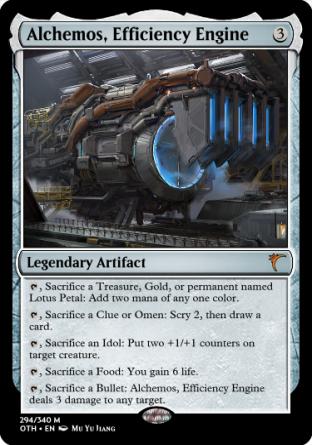 Alchemos, Efficiency Engine 3
Legendary Artifact
, Sacrifice a Treasure, Gold, or permanent named
Lotus Petal: Add two mana of any one color.
, Sacrifice a Clue or Omen: Scry 2, then draw a
card.
, Sacrifice an Idol: Put two +1/+1 counters on
target creature.
, Sacrifice a Food: You gain 6 life.
, Sacrifice a Bullet: Alchemos, Efficiency Engine
deals 3 damage to any target.
294/340 M
OTH • EN Mu Yu Jiang